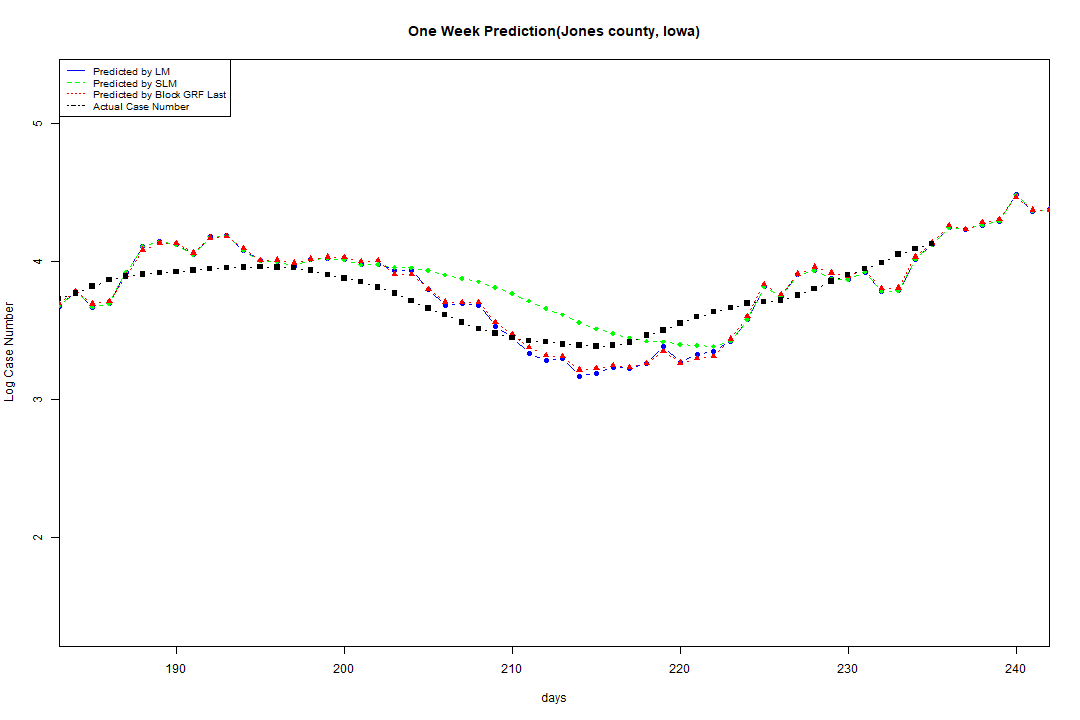 One Week Prediction(Jones county, Iowa)
Predicted by LM
Predicted by SLM
Predicted by Block GRF Last
Actual Case Number
5
4
3
2
Log Case Number
190
200
210
220
230
240
days